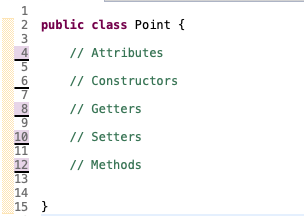 1
2 public class Point {
3
4 // Attributes
5
6 // Constructors
7
8 // Getters
9
10 // Setters
11
12 // Methods
13
14
15 }